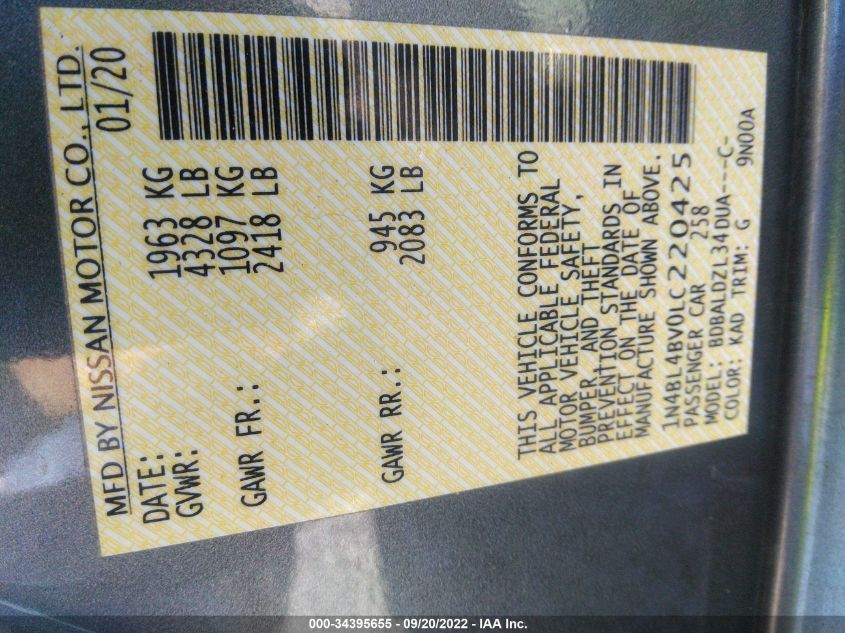 MFD BY NISSAN MOTOR CO., LTD.
DATE: 01/20
GVWR: 1963 KG
4328 LB
GAWR FR.: 1097 KG
2418 LB
GAWR RR.: 945 KG
2083 LB
THIS VEHICLE CONFORMS TO
ALL APPLICABLE FEDERAL
MOTOR VEHICLE SAFETY,
BUMPER, AND THEFT
PREVENTION STANDARDS IN
EFFECT ON THE DATE OF
MANUFACTURE SHOWN ABOVE.
1N4BL4BV0LC220425
PASSENGER CAR 258
MODEL: BDBALDZL34DUA---C-
COLOR: KAD TRIM: G 9N00A
000-34395655 - 09/20/2022 - IAA Inc.